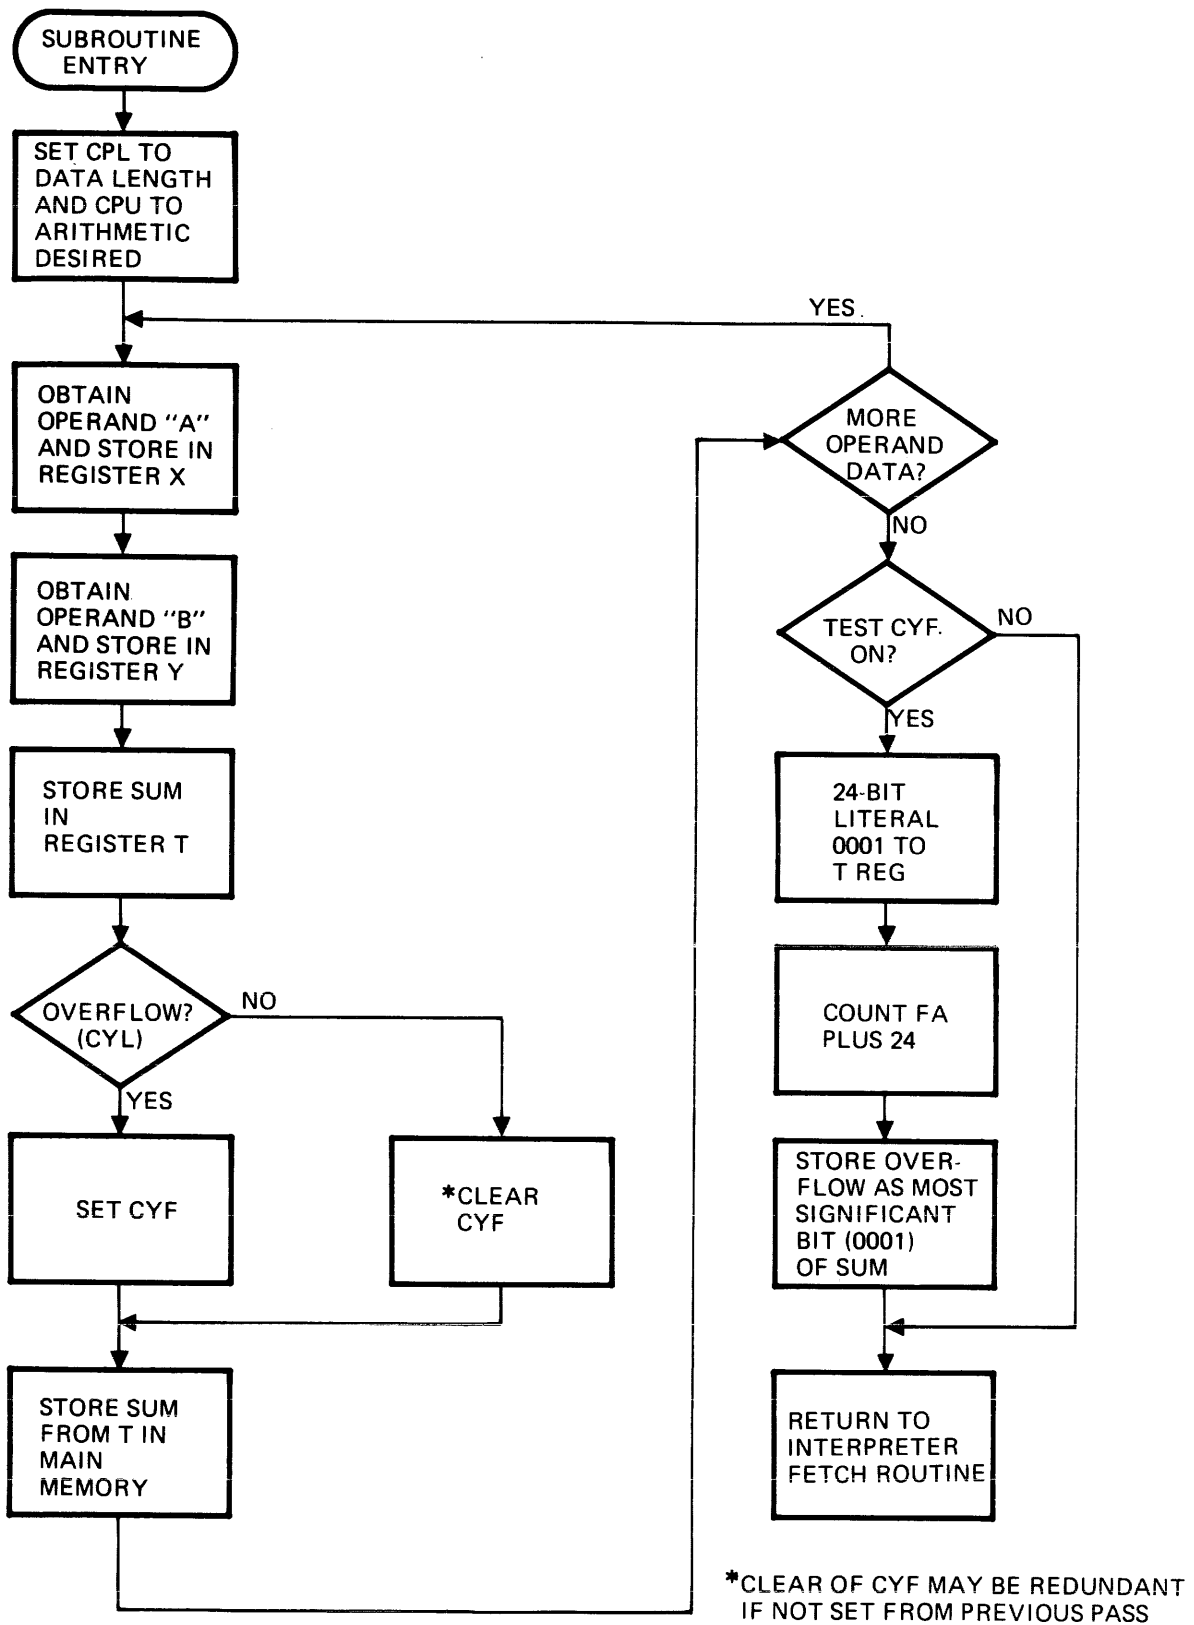 SUBROUTINE
ENTRY
SET CPL TO
DATA LENGTH
AND CPU TO
ARITHMETIC
DESIRED
OBTAIN
OPERAND "A"
AND STORE IN
REGISTER X
OBTAIN
OPERAND "B"
AND STORE IN
REGISTER Y
STORE SUM
IN
REGISTER T
OVERFLOW?
(CYL)
NO
YES
SET CYF
*CLEAR
CYF
STORE SUM
FROM T IN
MAIN
MEMORY
YES
MORE
OPERAND
DATA?
NO
TEST CYF.
ON?
NO
YES
24-BIT
LITERAL
0001 TO
T REG
COUNT FA
PLUS 24
STORE OVER-
FLOW AS MOST
SIGNIFICANT
BIT (0001)
OF SUM
RETURN TO
INTERPRETER
FETCH ROUTINE
*CLEAR OF CYF MAY BE REDUNDANT
IF NOT SET FROM PREVIOUS PASS